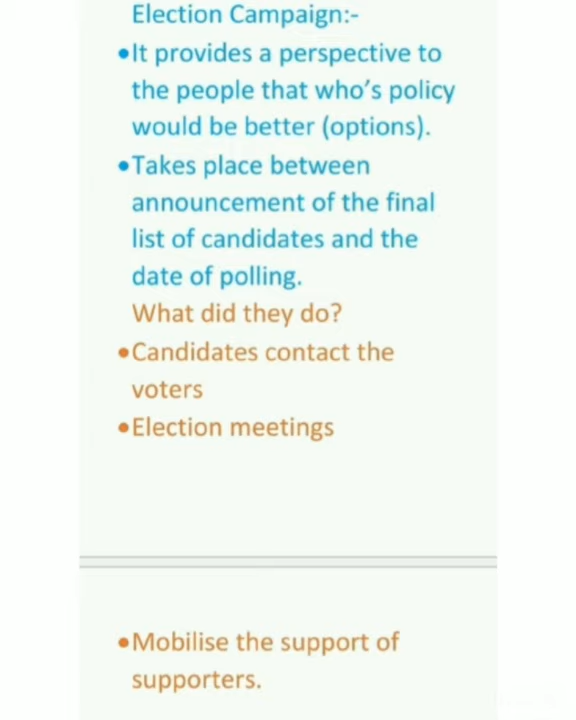 Election Campaign:-
•It provides a perspective to
the people that who's policy
would be better (options).
•Takes place between
announcement of the final
list of candidates and the
date of polling.
What did they do?
•Candidates contact the
voters
•Election meetings
•Mobilise the support of
supporters.